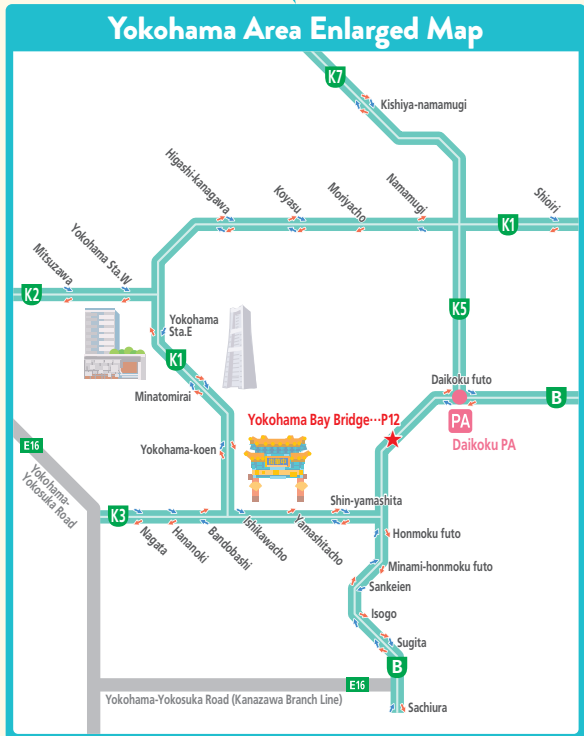 Yokohama Area Enlarged Map
K7
Kishiya-namamugi
Higashi-kanagawa
Koyasu
Moriyacho
Namamugi
Shioiri
K1
Mitsuzawa
Yokohama Sta.W
K2
K5
Yokohama
Sta.E
K1
Minatomirai
Daikoku futo
B
PA
Daikoku PA
Yokohama Bay Bridge…P12
E16
Yokohama-
Yokosuka Road
Yokohama-koen
Shin-yamashita
K3
Nagata
Hananoki
Bandobashi
Ishikawacho
Yamashitacho
Honmoku futo
Minami-honmoku futo
Sankeien
Isogo
Sugita
B
E16
Yokohama-Yokosuka Road (Kanazawa Branch Line)
Sachiura